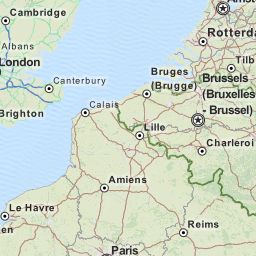 Cambridge
Rotterda
Albans
London
Tilb
Canterbury
Bruges
(Brugge)
Brussels
(Bruxelles
- Brussel)
Brighton
Calais
Lille
Charleroi
Amiens
Le Havre
Reims
Paris